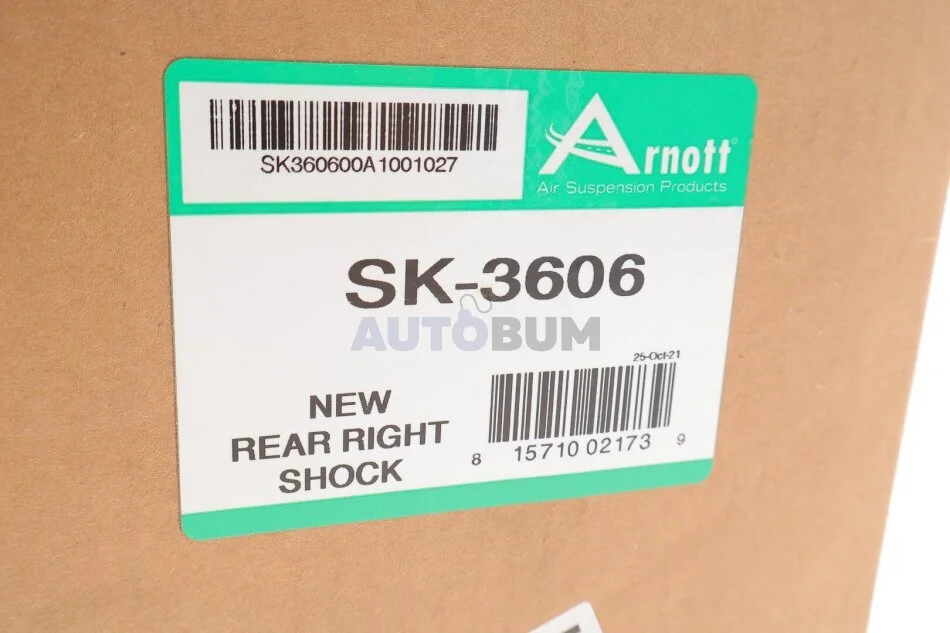 SK360600A1001027
Arnott
Air Suspension Products
SK-3606
AUTOBUM
25-Oct-21
NEW
REAR RIGHT
SHOCK
8 15710 02173 9